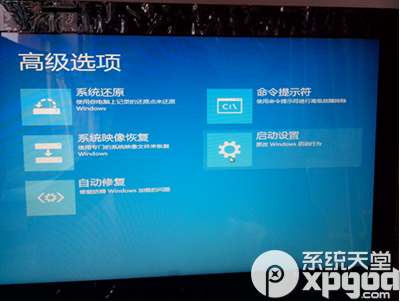 高级选项
系统还原
使用你电脑上记录的还原点来还原
Windows
命令提示符
使用命令提示符进行高级故障排除
C:\
系统映像恢复
使用专门的系统映像文件来恢复
Windows
启动设置
更改 Windows 启动行为
自动修复
修复妨碍 Windows 加载的问题
系统天堂
xpgod
.com